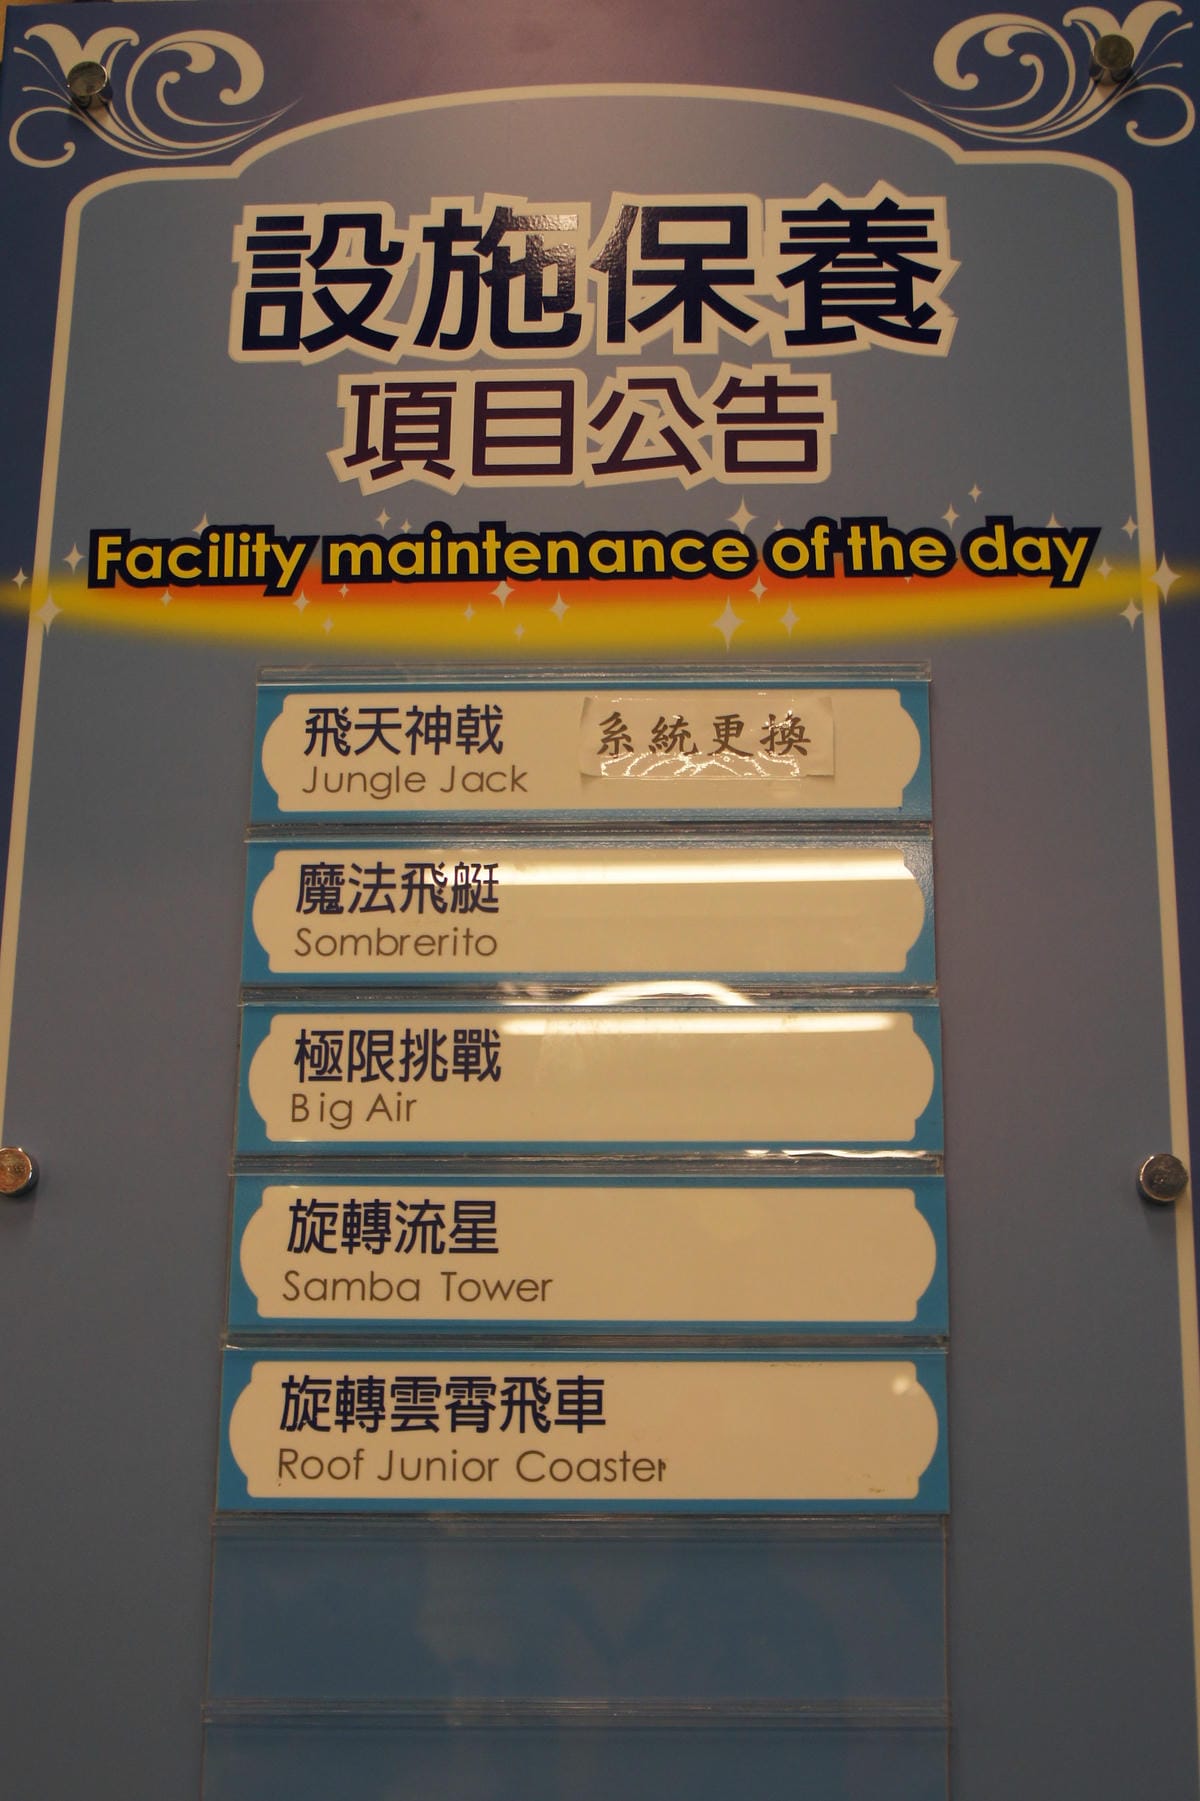 設施保養
項目公告
Facility maintenance of the day
飛天神戟 系統更換
Jungle Jack
魔法飛艇
Sombrerito
極限挑戰
Big Air
旋轉流星
Samba Tower
旋轉雲霄飛車
Roof Junior Coaster